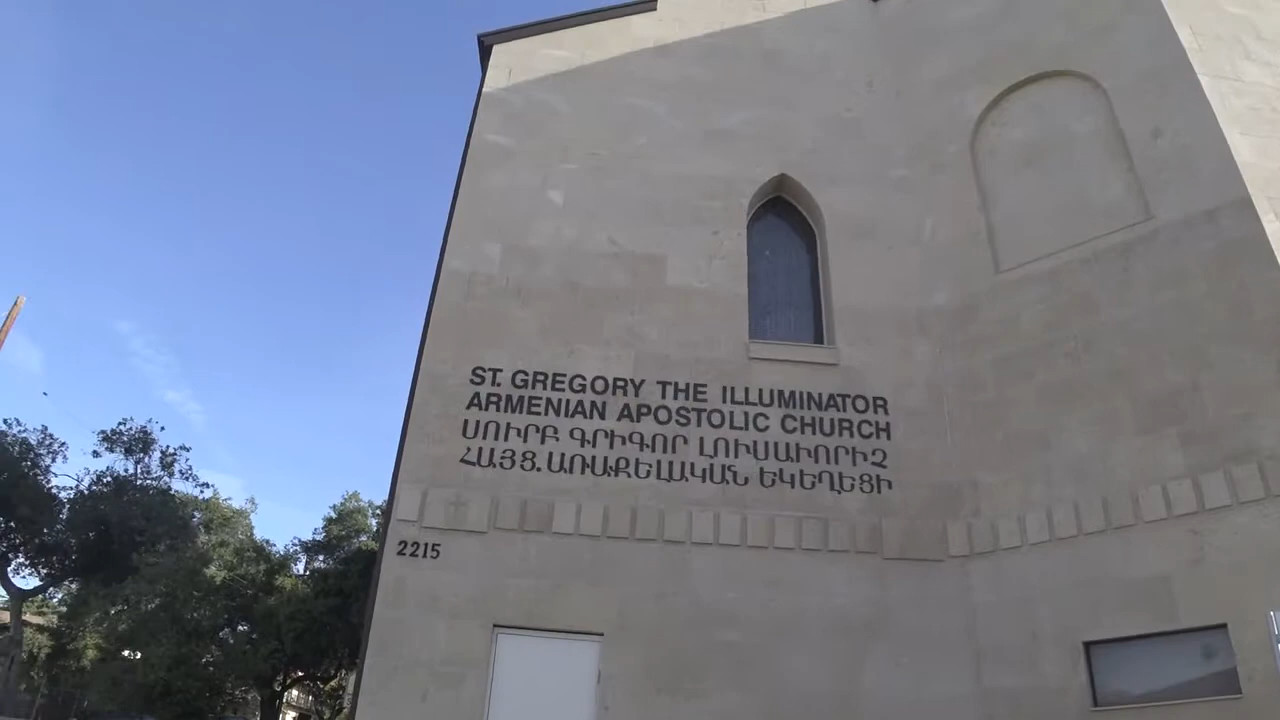 ST. GREGORY THE ILLUMINATOR
ARMENIAN APOSTOLIC CHURCH
ՍՈՒՐԲ ԳՐԻԳՈՐ ԼՈՒՍԱՒՈՐԻՉ
ՀԱՅՑ. ԱՌԱՔԵԼԱԿԱՆ ԵԿԵՂԵՑԻ
2215